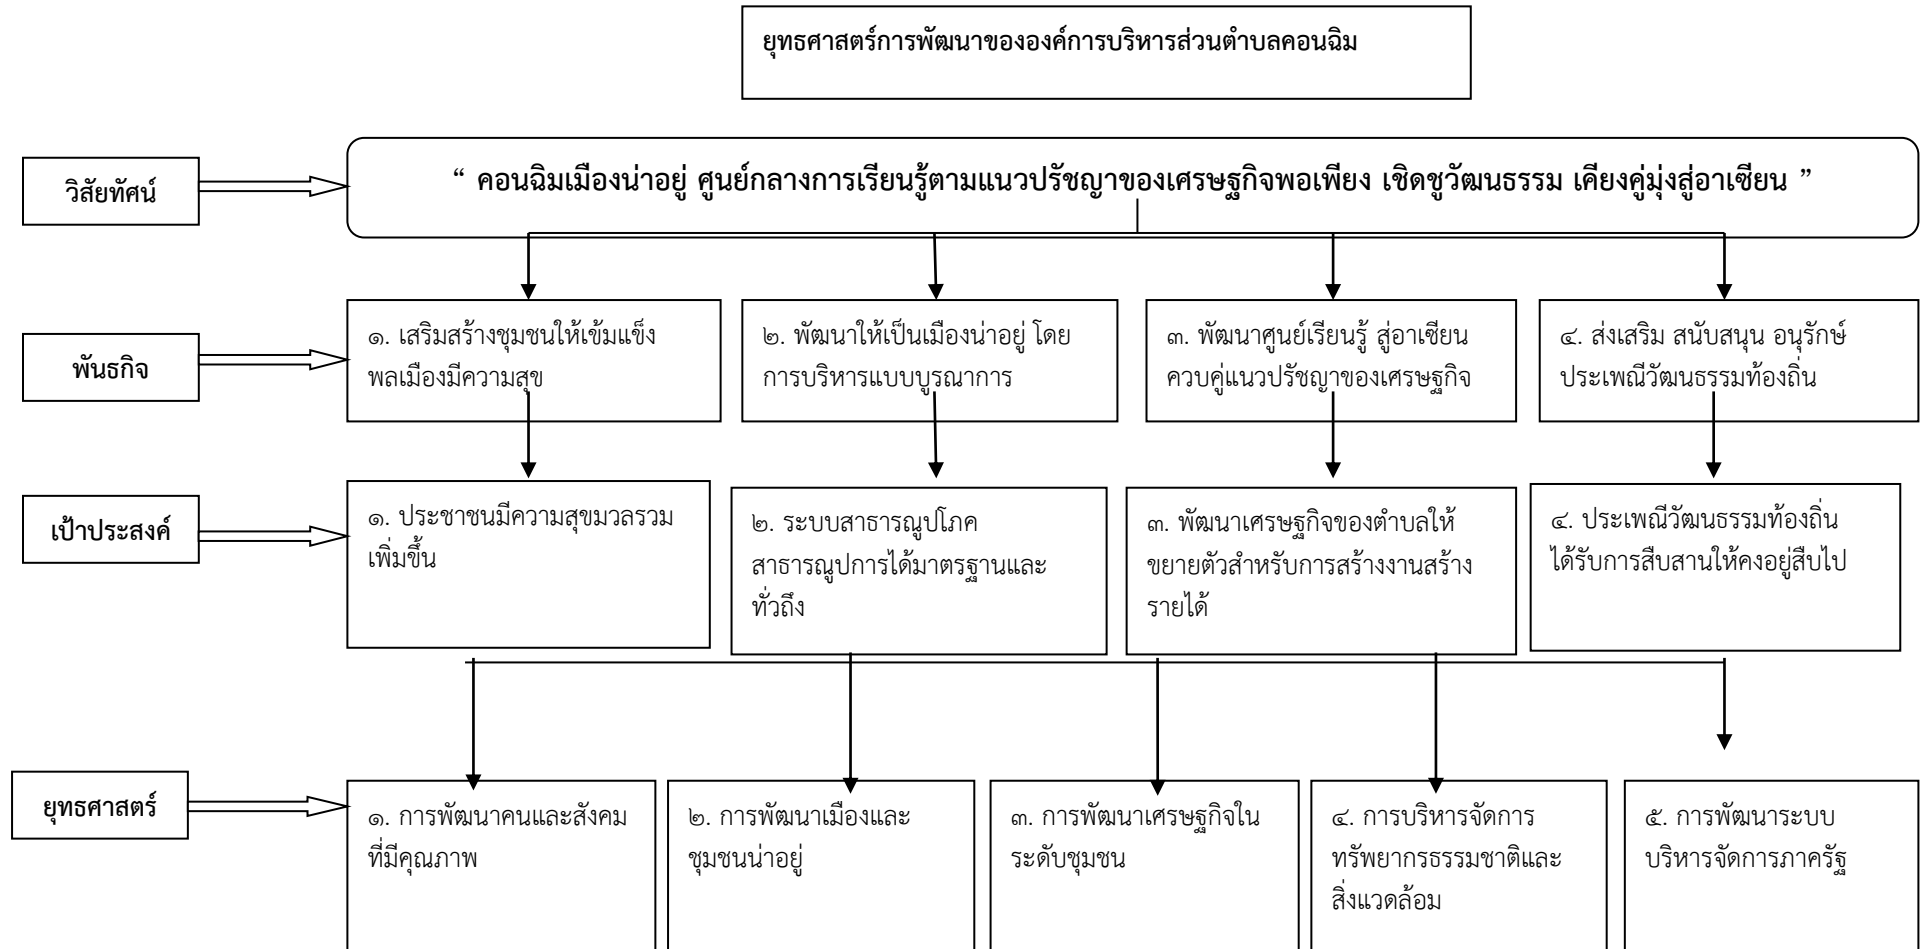 ยุทธศาสตร์การพัฒนาขององค์การบริหารส่วนตำบลคอนฉิม
วิสัยทัศน์
“ คอนฉิมเมืองน่าอยู่ ศูนย์กลางการเรียนรู้ตามแนวปรัชญาของเศรษฐกิจพอเพียง เชิดชูวัฒนธรรม เคียงคู่มุ่งสู่อาเซียน ”
พันธกิจ
๑. เสริมสร้างชุมชนให้เข้มแข็ง
พลเมืองมีความสุข
๒. พัฒนาให้เป็นเมืองน่าอยู่ โดย
การบริหารแบบบูรณาการ
๓. พัฒนาศูนย์เรียนรู้ สู่อาเซียน
ควบคู่แนวปรัชญาของเศรษฐกิจ
๔. ส่งเสริม สนับสนุน อนุรักษ์
ประเพณีวัฒนธรรมท้องถิ่น
เป้าประสงค์
๑. ประชาชนมีความสุขมวลรวม
เพิ่มขึ้น
๒. ระบบสาธารณูปโภค
สาธารณูปการได้มาตรฐานและ
ทั่วถึง
๓. พัฒนาเศรษฐกิจของตำบลให้
ขยายตัวสำหรับการสร้างงานสร้าง
รายได้
๔. ประเพณีวัฒนธรรมท้องถิ่น
ได้รับการสืบสานให้คงอยู่สืบไป
ยุทธศาสตร์
๑. การพัฒนาคนและสังคม
ที่มีคุณภาพ
๒. การพัฒนาเมืองและ
ชุมชนน่าอยู่
๓. การพัฒนาเศรษฐกิจใน
ระดับชุมชน
๔. การบริหารจัดการ
ทรัพยากรธรรมชาติและ
สิ่งแวดล้อม
๕. การพัฒนาระบบ
บริหารจัดการภาครัฐ